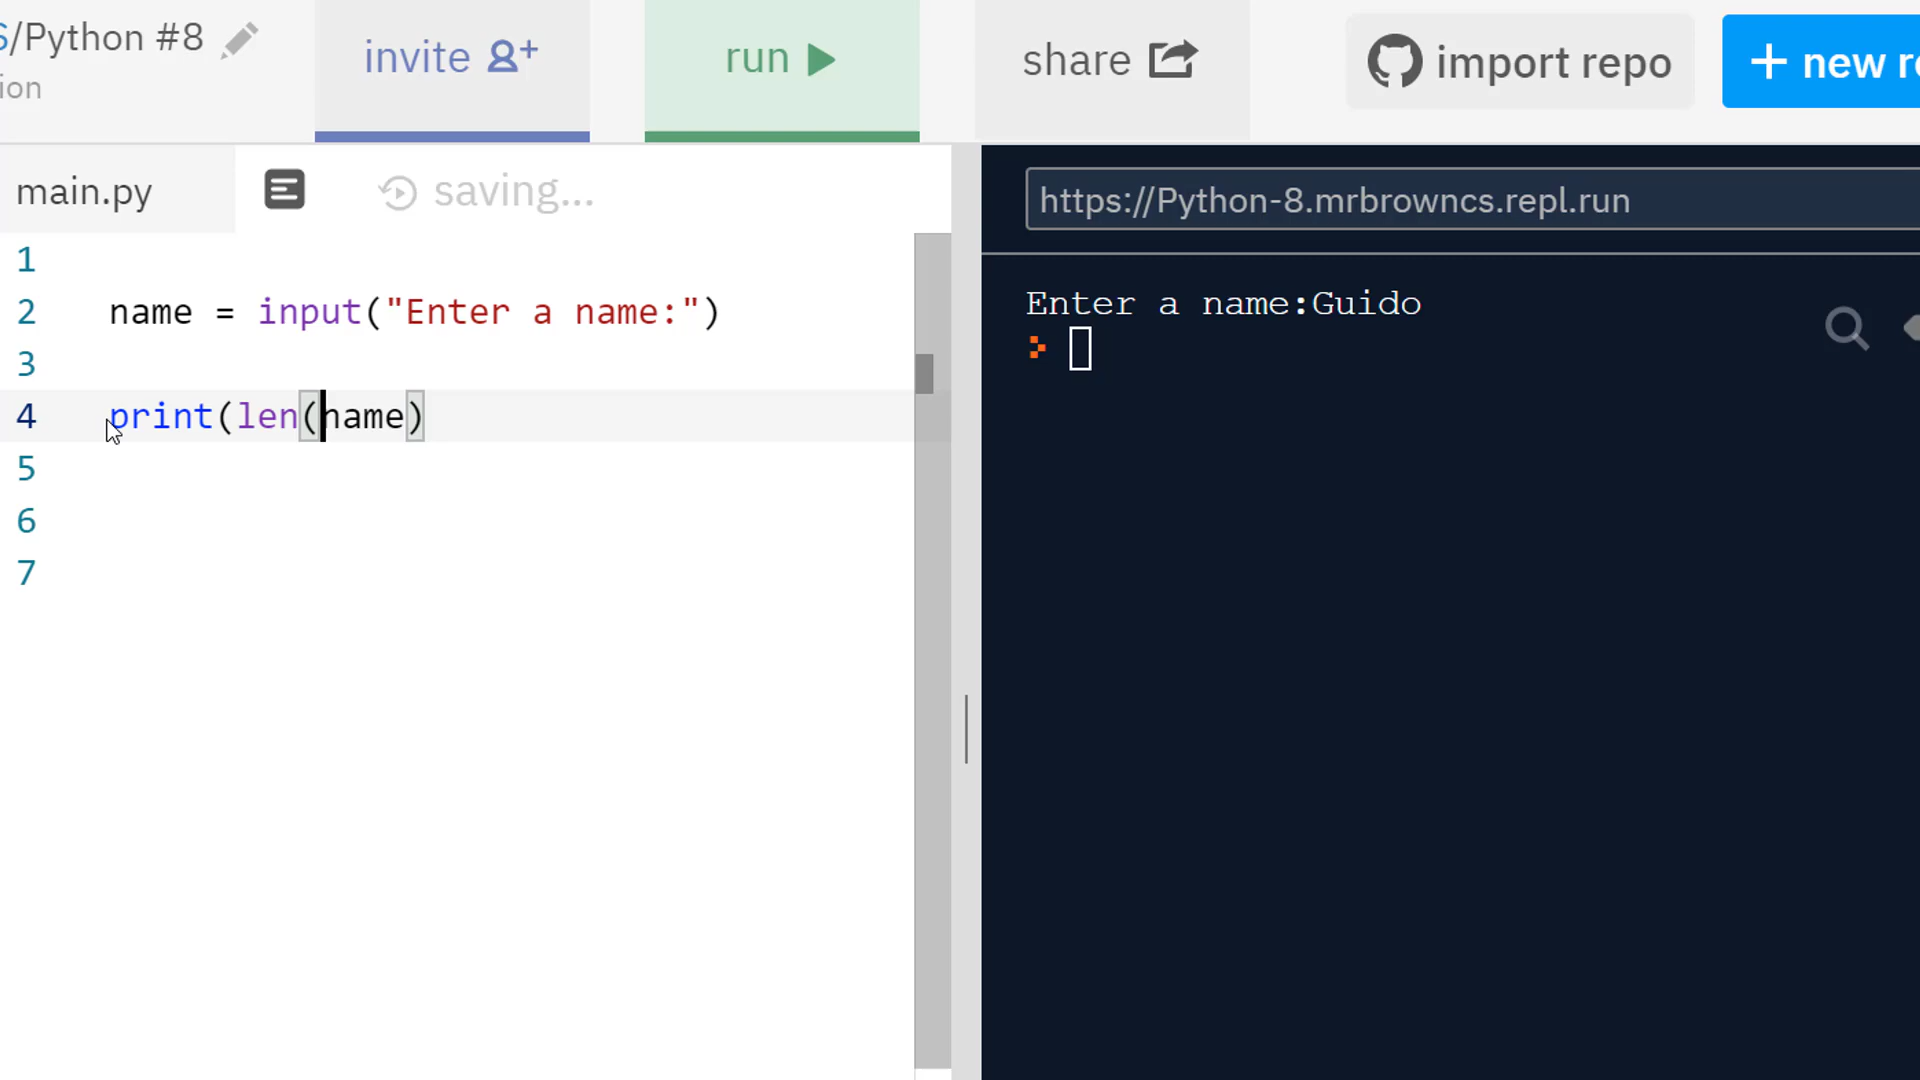 S/Python #8
ion
invite
run
share
import repo
+ new re
main.py
saving...
https://Python-8.mrbrowncs.repl.run
1
2 name = input("Enter a name:")
3
4 print(len(name)
5
6
7
Enter a name:Guido